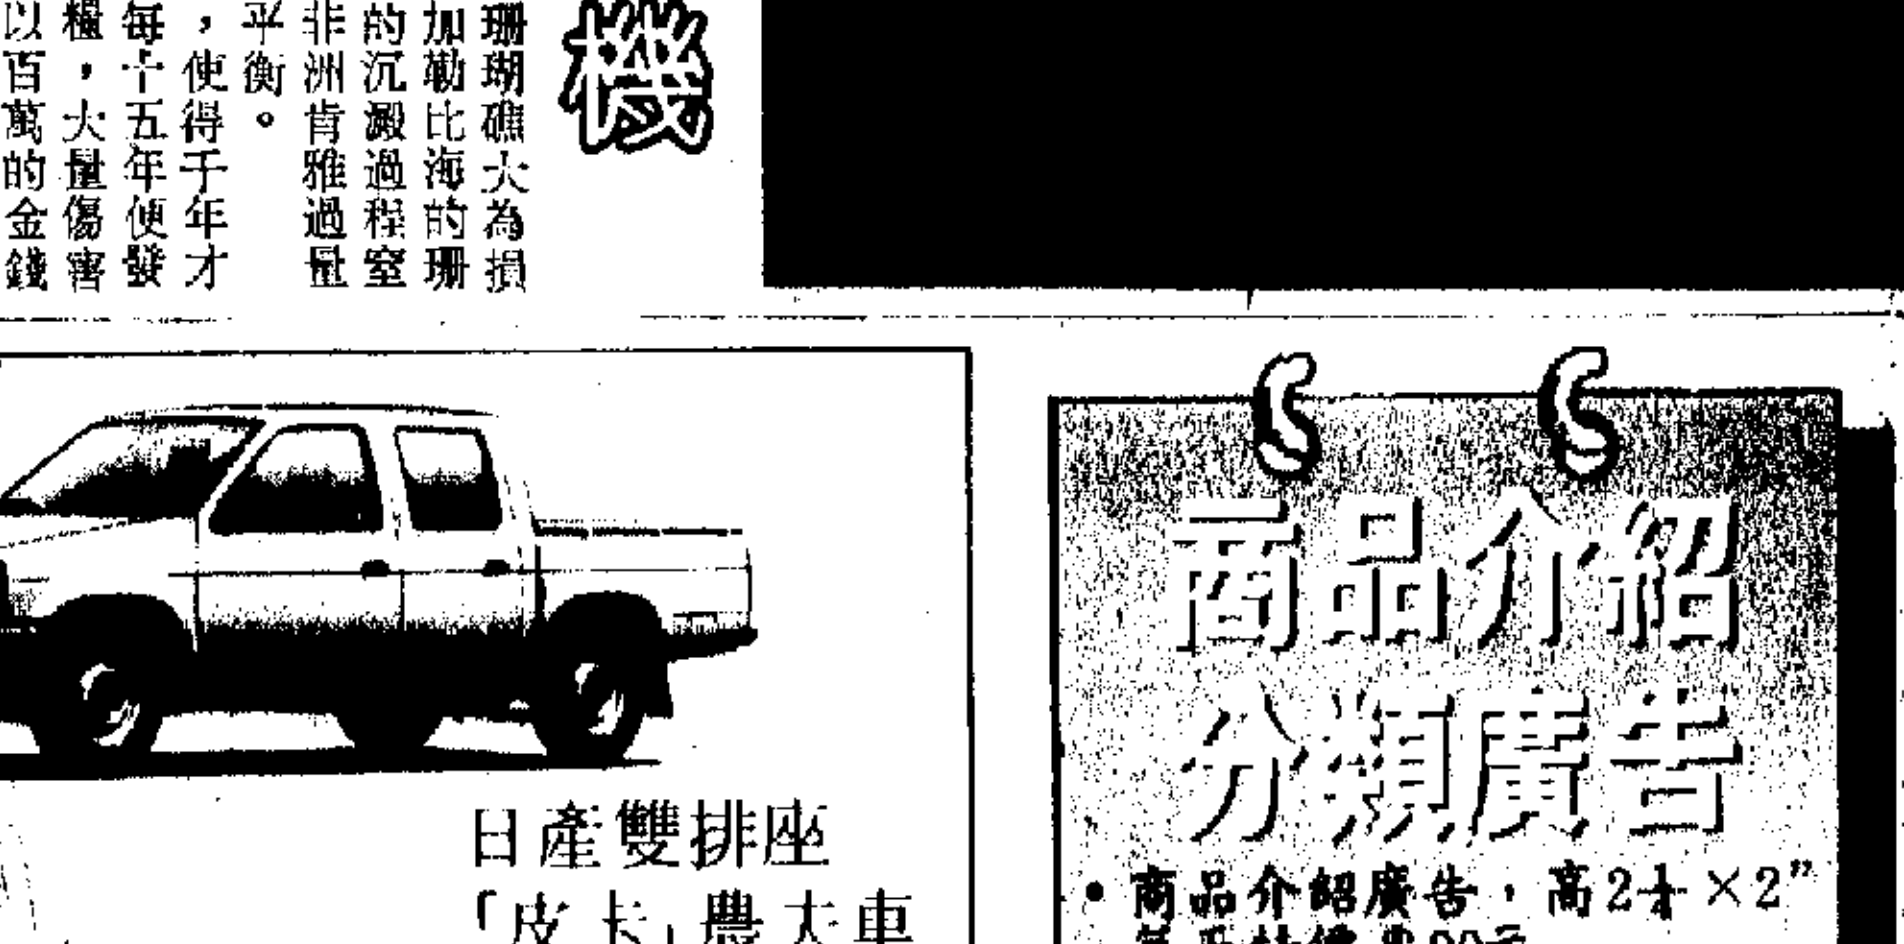 機
珊瑚礁大為損
加勒比海的珊
的沉澱過程窒
非洲肯雅過量
平衡。
，使得千年才
每十五年便發
糧，大量傷害
以百萬的金錢
日產雙排座
「皮卡」農夫車
商品介紹
分類廣告
•商品介紹廣告，高2¼×2”